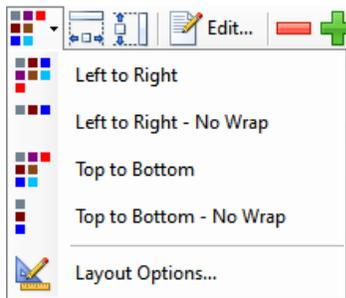 Edit...
Left to Right
Left to Right - No Wrap
Top to Bottom
Top to Bottom - No Wrap
Layout Options...